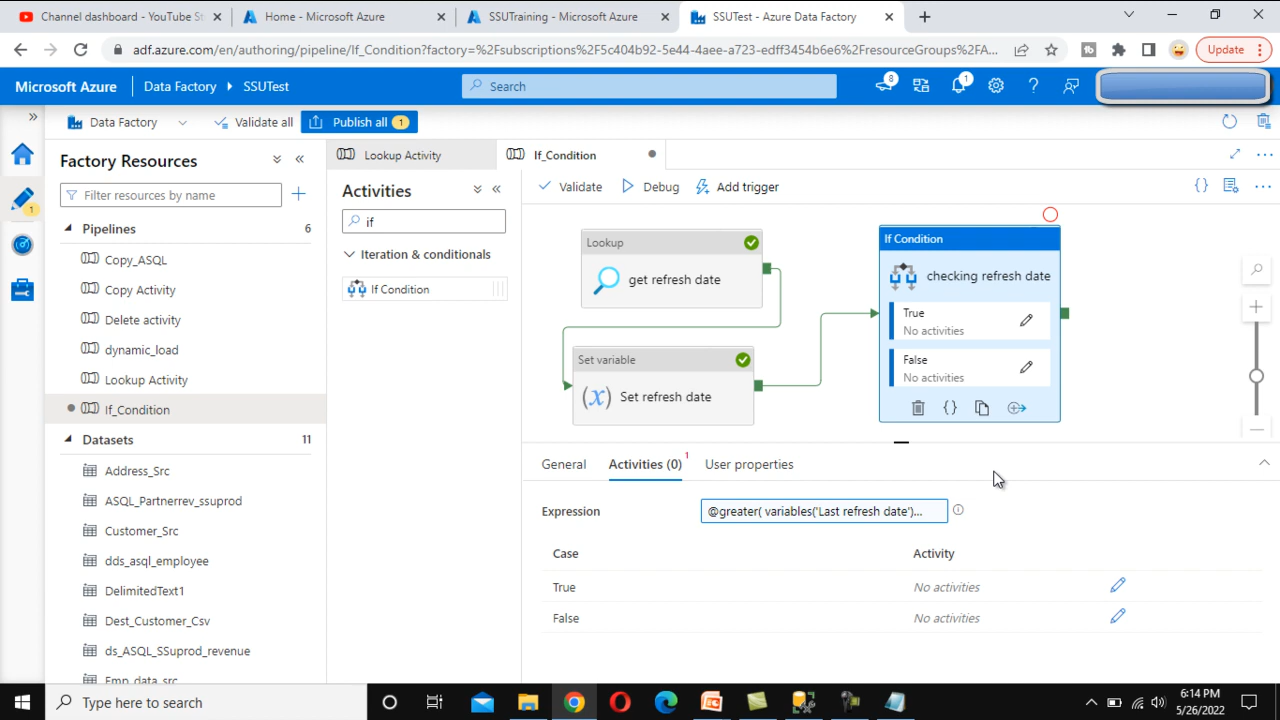 Channel dashboard - YouTube St
Home - Microsoft Azure
SSUTraining - Microsoft Azure
SSUTest - Azure Data Factory
adf.azure.com/en/authoring/pipeline/If_Condition?factory=%2Fsubscriptions%2F5c404b92-5e44-4aee-a723-edff3454b6e6%2FresourceGroups%2FA...
Update
Microsoft Azure
Data Factory
SSUTest
Search
8
1
Data Factory
Validate all
Publish all
1
Factory Resources
Filter resources by name
Pipelines
6
Copy_ASQL
Copy Activity
Delete activity
dynamic_load
Lookup Activity
If_Condition
Datasets
11
Address_Src
ASQL_Partnerrev_ssuprod
Customer_Src
dds_asql_employee
DelimitedText1
Dest_Customer_Csv
ds_ASQL_SSuprod_revenue
Emp_data_src
1
Lookup Activity
If_Condition
Activities
if
Iteration & conditionals
If Condition
Validate
Debug
Add trigger
Lookup
get refresh date
Set variable
(x)
Set refresh date
If Condition
checking refresh date
True
No activities
False
No activities
General
Activities (0)
1
User properties
Expression
@greater( variables('Last refresh date')...
Case
Activity
True
No activities
False
No activities
Type here to search
6:14 PM
5/26/2022